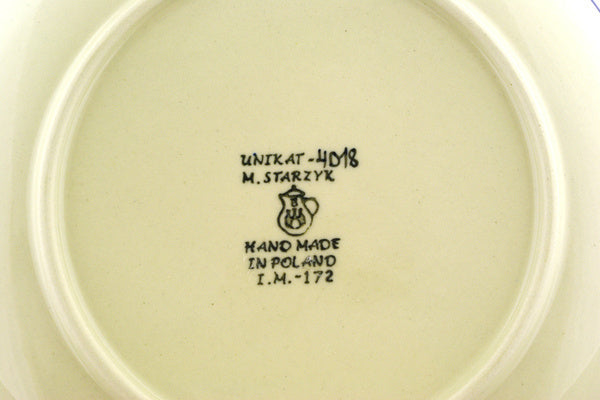 UNIKAT-4018
M. STARZYK
HAND MADE
IN POLAND
I.M.-172